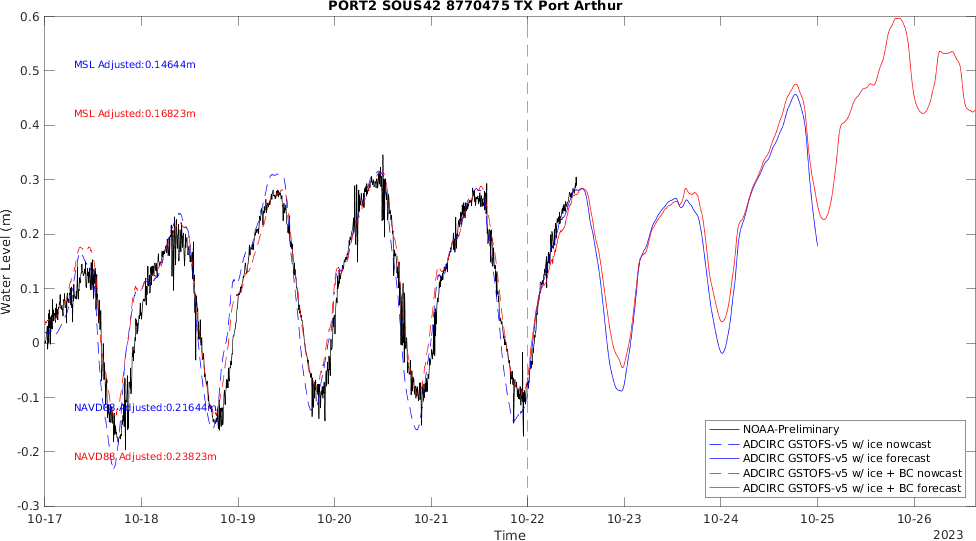 PORT2 SOUS42 8770475 TX Port Arthur
0.6
0.5
0.4
0.3
0.2
0.1
0
-0.1
-0.2
-0.3
Water Level (m)
MSL Adjusted:0.14644m
MSL Adjusted:0.16823m
NAVD88 Adjusted:0.21644m
NAVD88 Adjusted:0.23823m
NOAA-Preliminary
ADCIRC GSTOFS-v5 w/ ice nowcast
ADCIRC GSTOFS-v5 w/ ice forecast
ADCIRC GSTOFS-v5 w/ ice + BC nowcast
ADCIRC GSTOFS-v5 w/ ice + BC forecast
10-17 10-18 10-19 10-20 10-21 10-22 10-23 10-24 10-25 10-26
Time
2023